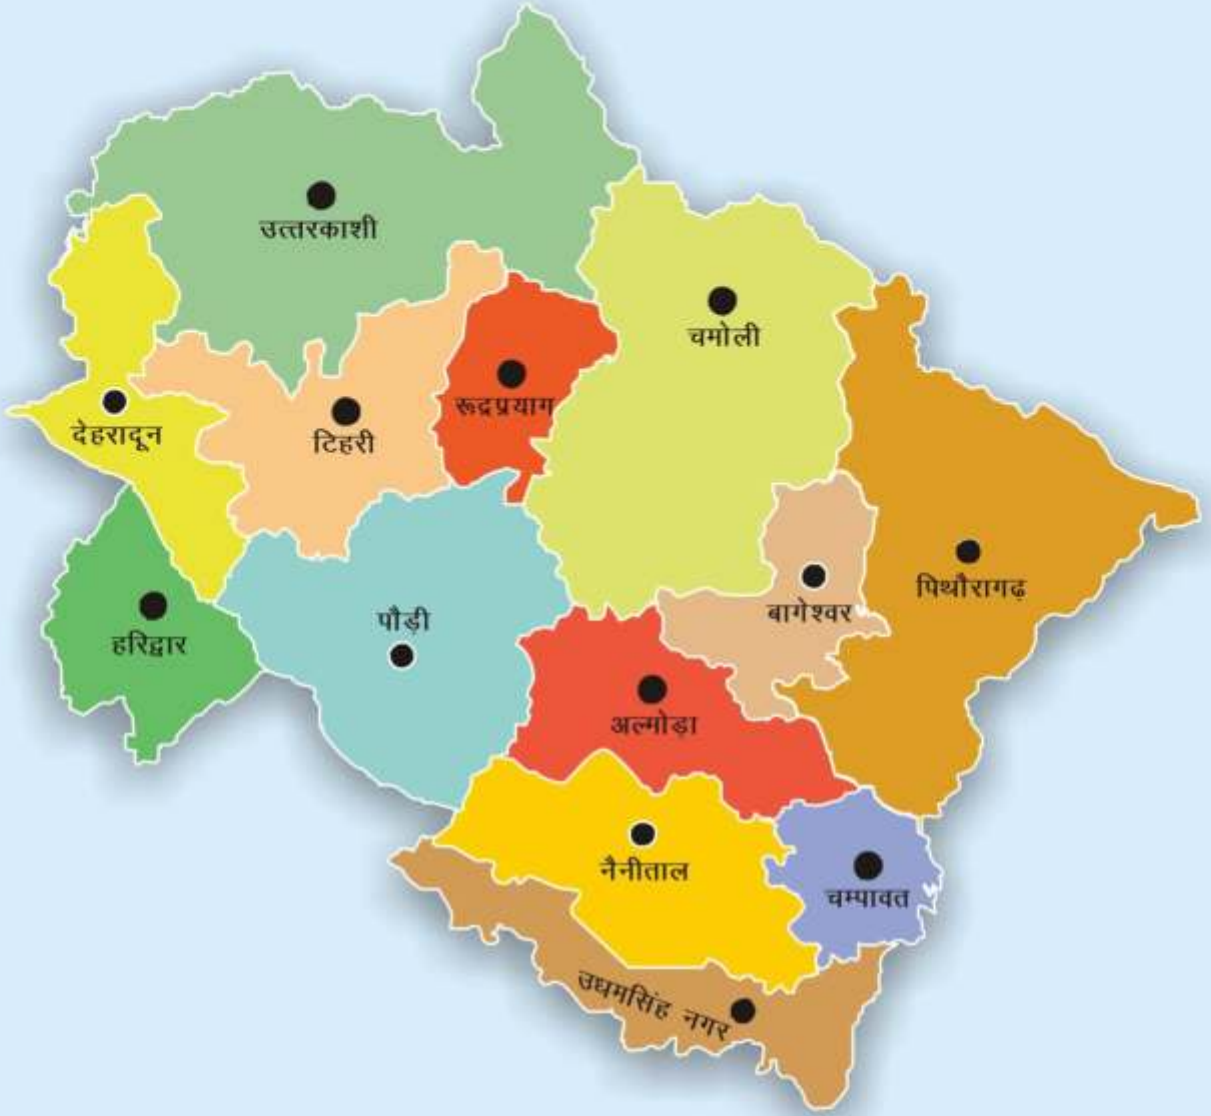 उत्तरकाशी
चमोली
रूद्रप्रयाग
देहरादून
टिहरी
पिथौरागढ़
बागेश्वर
पौड़ी
हरिद्वार
अल्मोड़ा
नैनीताल
चम्पावत
उधमसिंह नगर